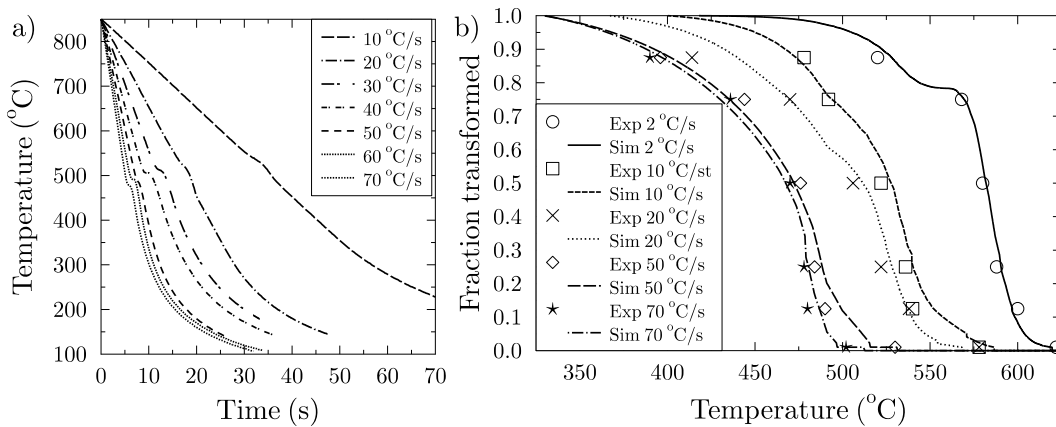 a)
Temperature (°C)
800
700
600
500
400
300
200
100
0
10
20
30
40
50
60
70
Time (s)
10 °C/s
20 °C/s
30 °C/s
40 °C/s
50 °C/s
60 °C/s
70 °C/s
b)
Fraction transformed
1.0
0.9
0.8
0.7
0.6
0.5
0.4
0.3
0.2
0.1
0.0
350
400
450
500
550
600
Temperature (°C)
Exp 2 °C/s
Sim 2 °C/s
Exp 10 °C/st
Sim 10 °C/s
Exp 20 °C/s
Sim 20 °C/s
Exp 50 °C/s
Sim 50 °C/s
Exp 70 °C/s
Sim 70 °C/s